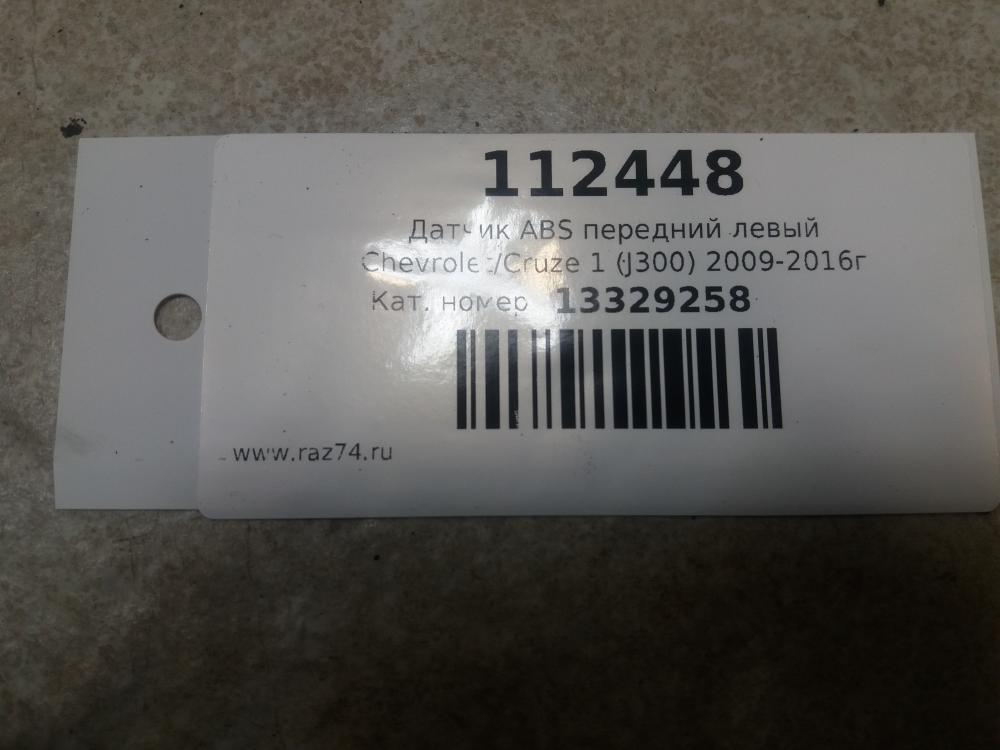 112448
Датчик ABS передний левый
Chevrolet/Cruze 1 (J300) 2009-2016г
Кат. номер 13329258
www.raz74.ru